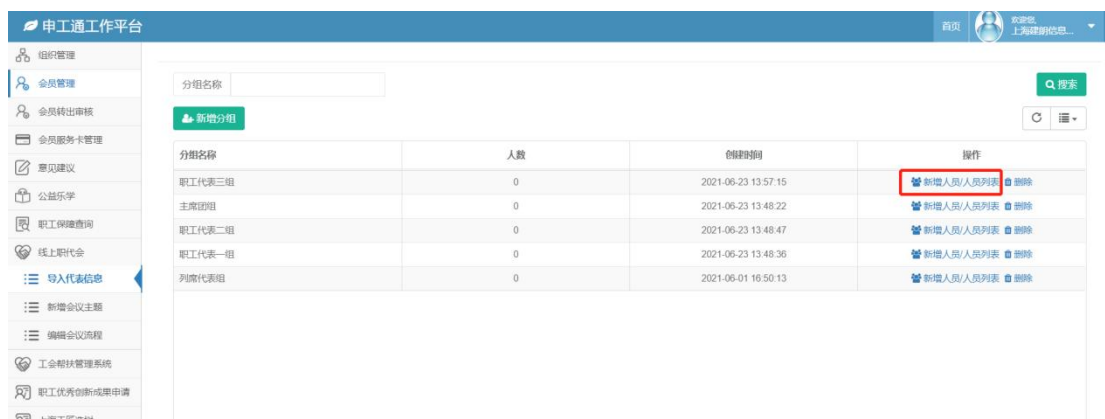 申工通工作平台
首页
欢迎您,
上海建朗信息...
组织管理
会员管理
会员转出审核
会员服务卡管理
意见建议
公益乐学
职工保障查询
线上职代会
导入代表信息
新增会议主题
编辑会议流程
工会帮扶管理系统
职工优秀创新成果申请
分组名称
搜索
新增分组
分组名称 人数 创建时间 操作
职工代表三组 0 2021-06-23 13:57:15 新增人员/人员列表 删除
主席团组 0 2021-06-23 13:48:22 新增人员/人员列表 删除
职工代表二组 0 2021-06-23 13:48:47 新增人员/人员列表 删除
职工代表一组 0 2021-06-23 13:48:36 新增人员/人员列表 删除
列席代表组 0 2021-06-01 16:50:13 新增人员/人员列表 删除